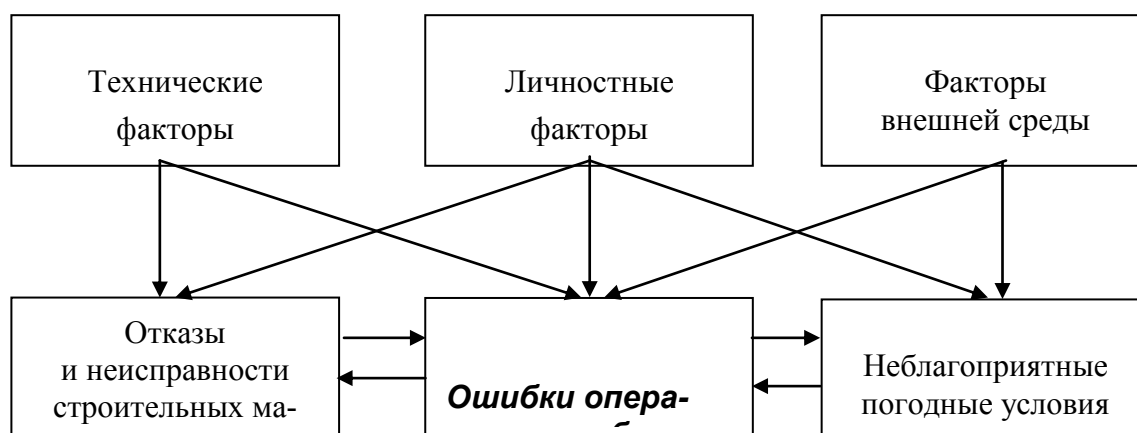 Технические
факторы
Личностные
факторы
Факторы
внешней среды
Отказы
и неисправности
строительных ма-
Ошибки опера-
Неблагоприятные
погодные условия